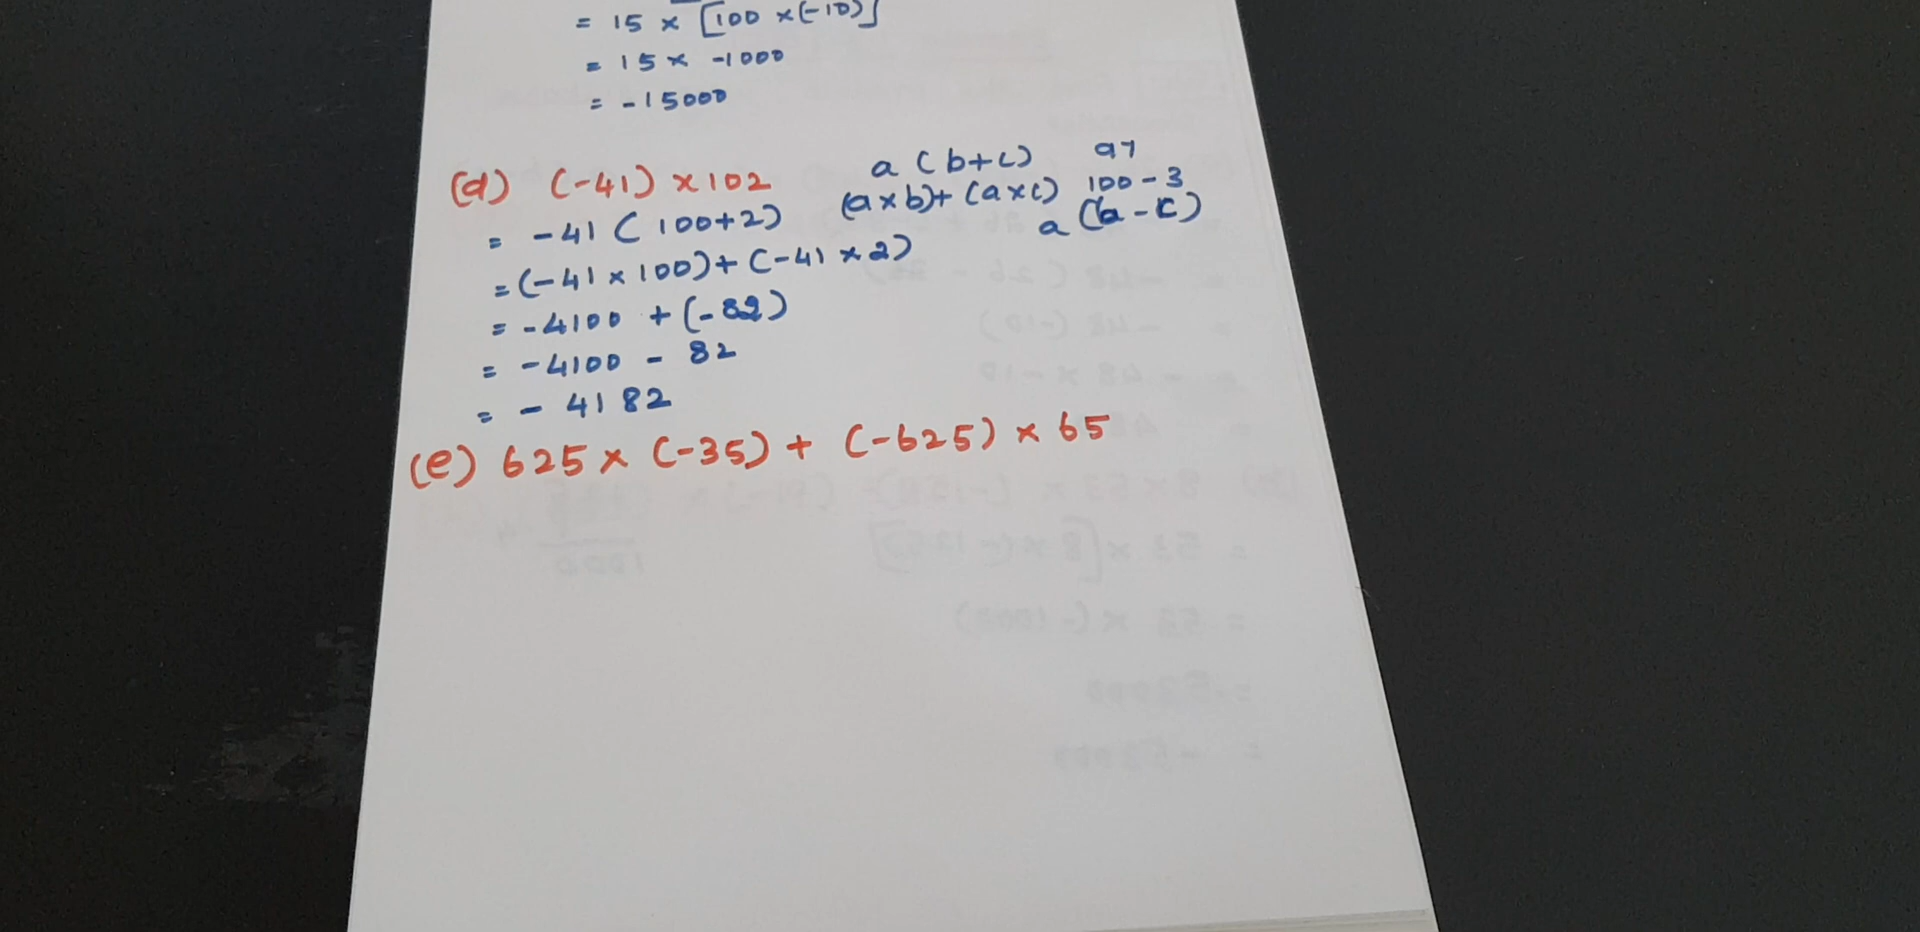 = 15 × [100 ×(-10)]
= 15 × -1000
= -15000
(d) (-41) × 102
= -41 (100+2)
= (-41 × 100) + (-41 × 2)
= -4100 + (-82)
= -4100 - 82
= - 4182
a (b+c)
(a×b)+(a×c)
97
100-3
a (b-c)
(e) 625 × (-35) + (-625) × 65